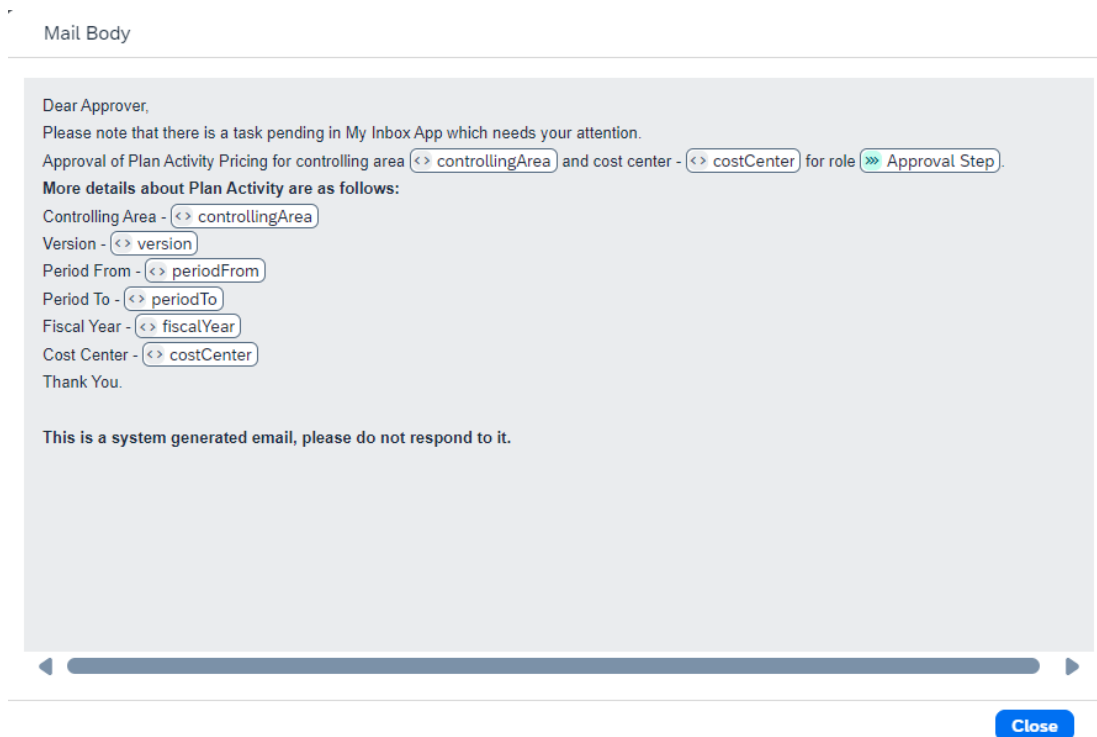 Mail Body
Dear Approver,
Please note that there is a task pending in My Inbox App which needs your attention.
Approval of Plan Activity Pricing for controlling area <> controllingArea and cost center - <> costCenter for role >>> Approval Step.
More details about Plan Activity are as follows:
Controlling Area - <> controllingArea
Version - <> version
Period From - <> periodFrom
Period To - <> periodTo
Fiscal Year - <> fiscalYear
Cost Center - <> costCenter
Thank You.
This is a system generated email, please do not respond to it.
Close